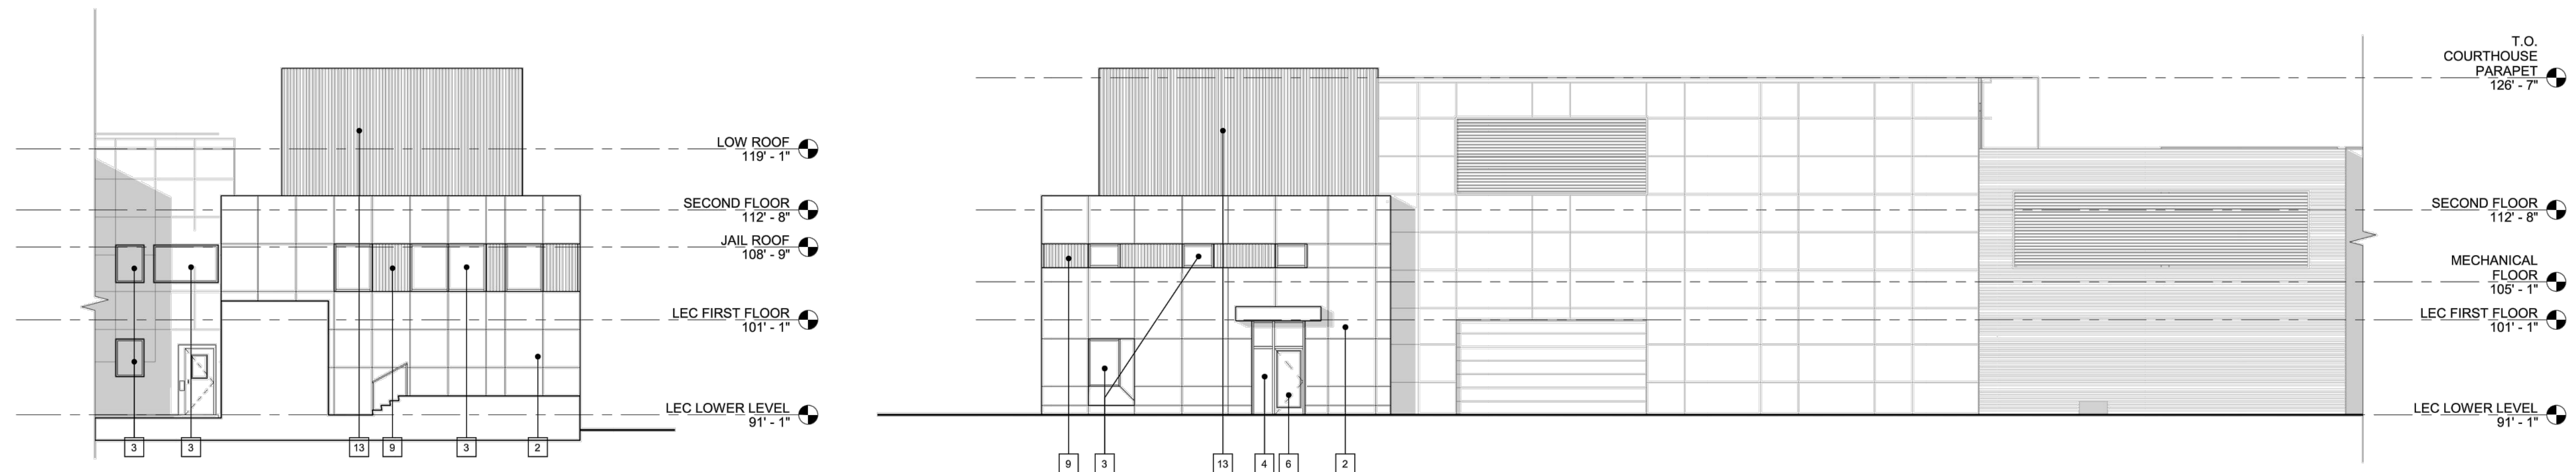 LOW ROOF
119' - 1"
SECOND FLOOR
112' - 8"
JAIL ROOF
108' - 9"
LEC FIRST FLOOR
101' - 1"
LEC LOWER LEVEL
91' - 1"
3
3
13
9
3
2
T.O.
COURTHOUSE
PARAPET
126' - 7"
SECOND FLOOR
112' - 8"
MECHANICAL
FLOOR
105' - 1"
LEC FIRST FLOOR
101' - 1"
LEC LOWER LEVEL
91' - 1"
9
3
13
4
6
2